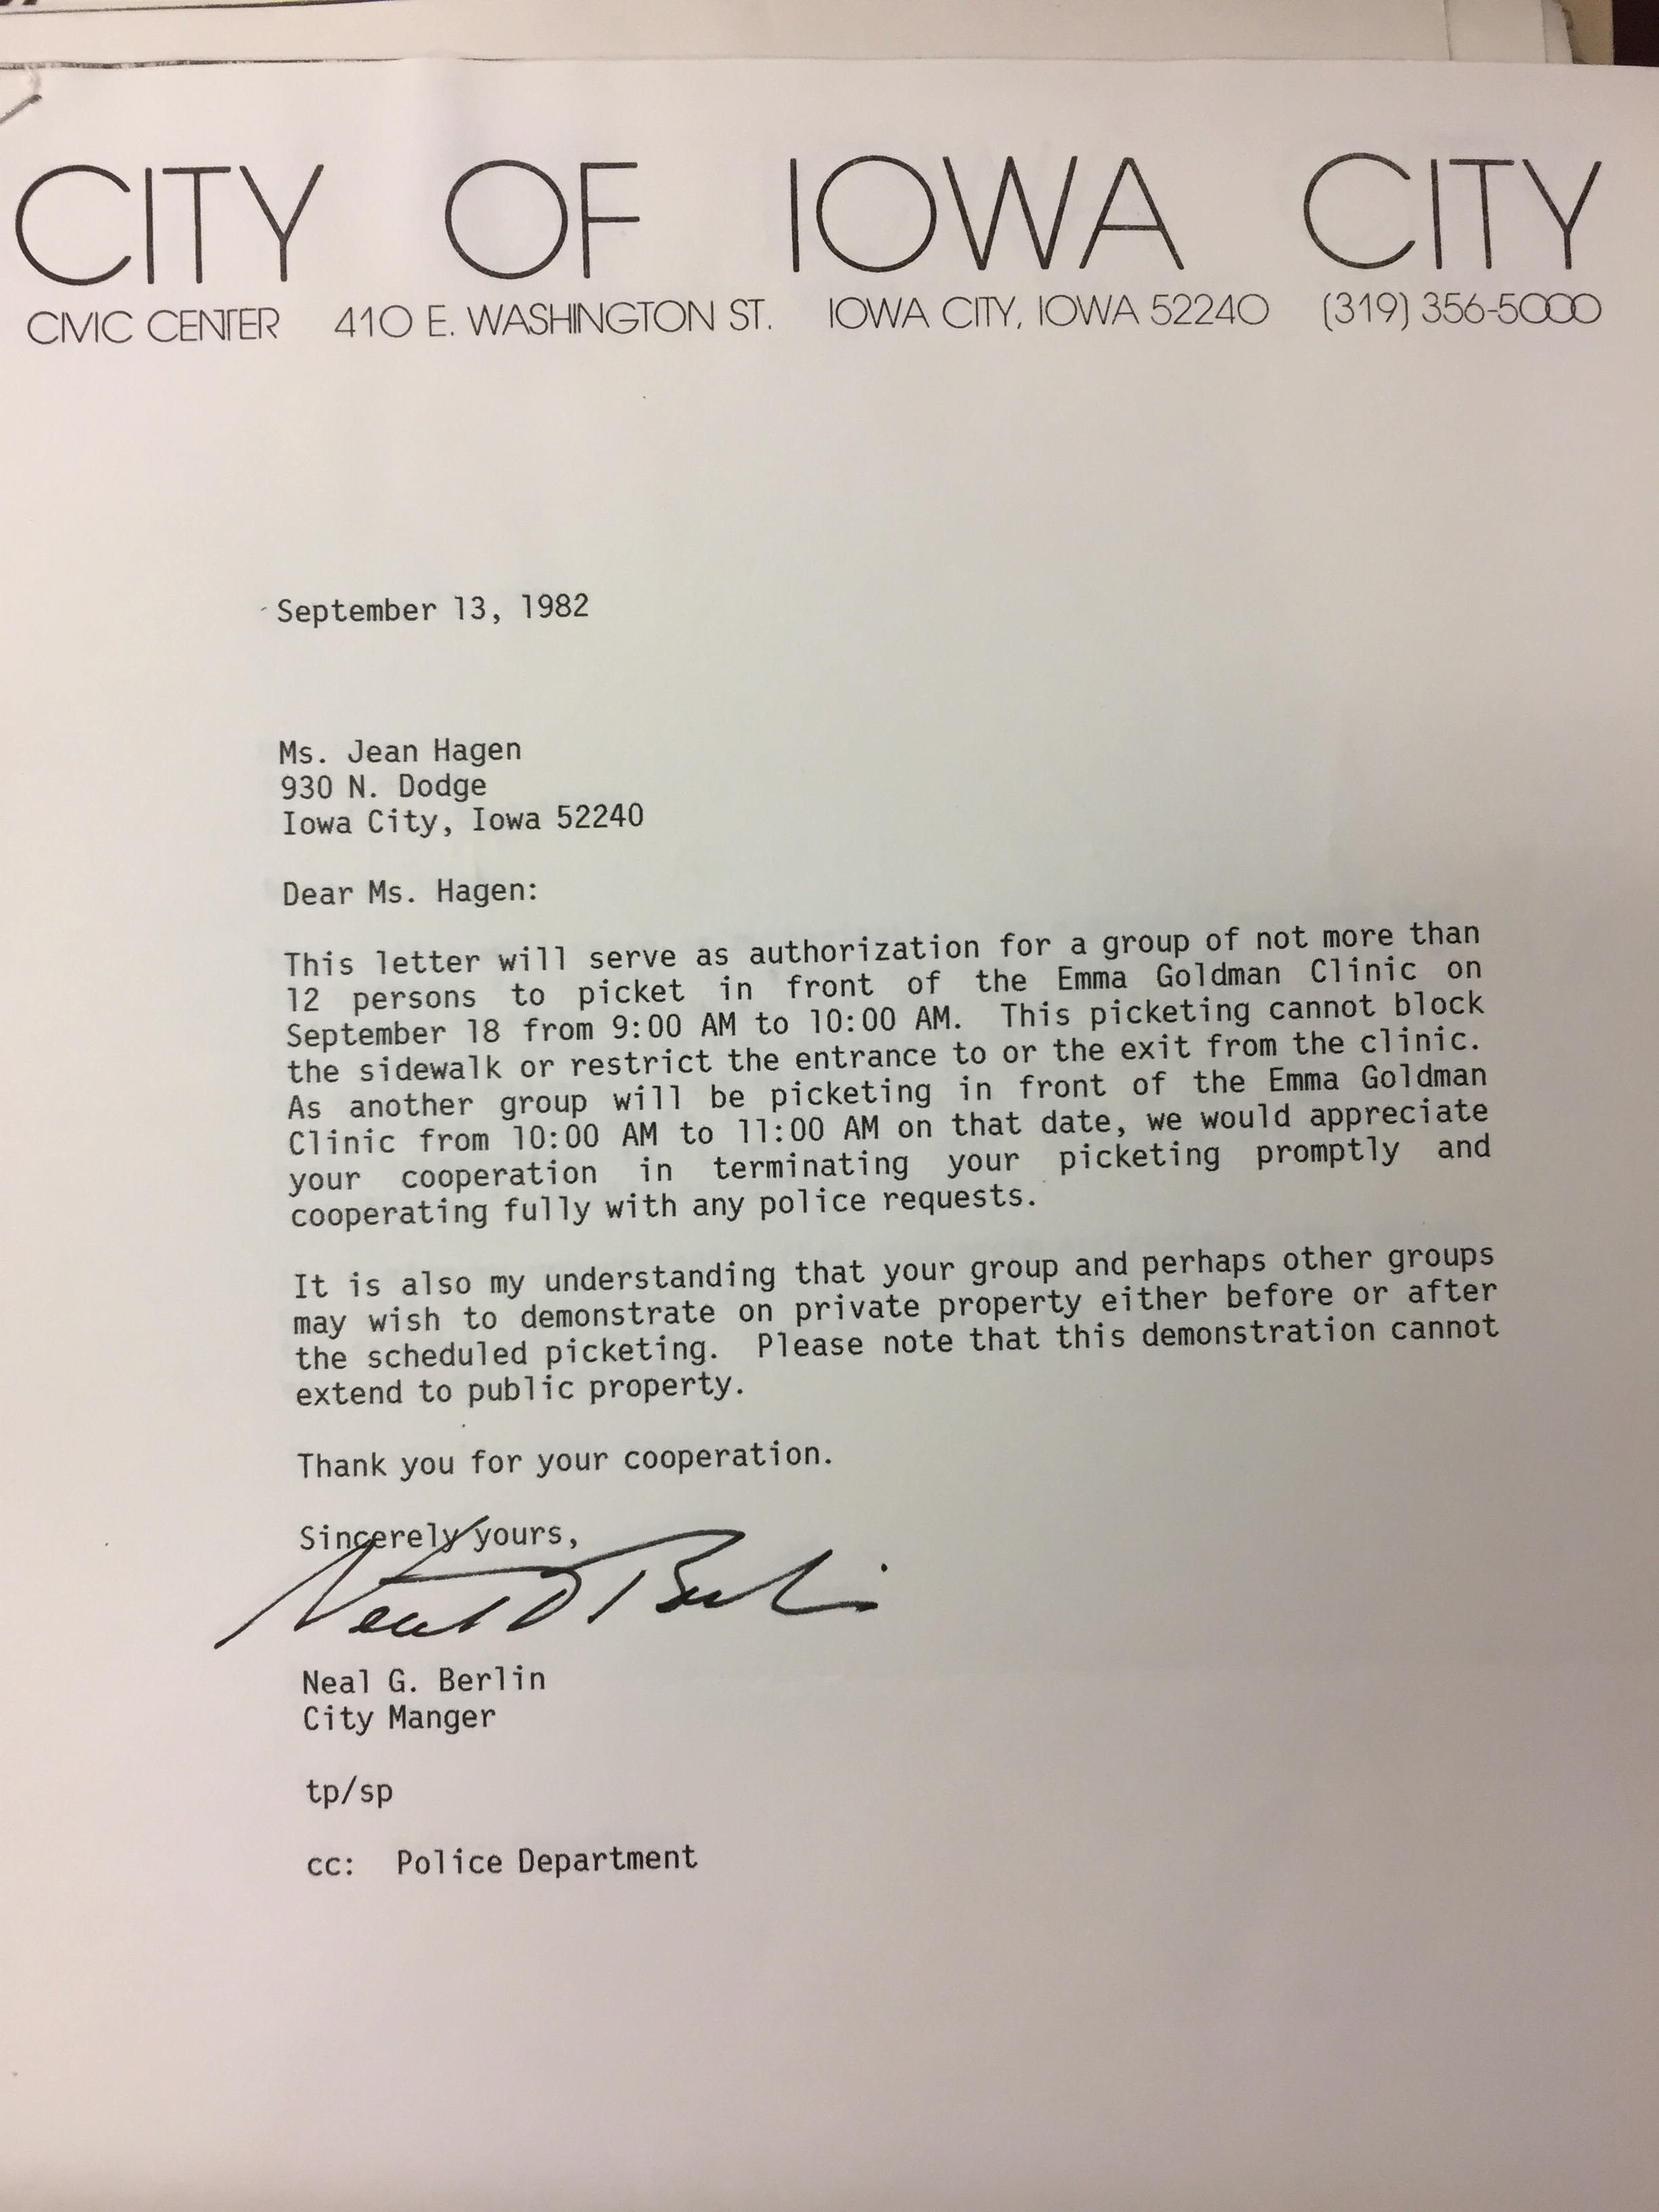 CITY OF IOWA CITY
CIVIC CENTER 410 E. WASHINGTON ST. IOWA CITY, IOWA 52240 (319) 356-5000
September 13, 1982
Ms. Jean Hagen
930 N. Dodge
Iowa City, Iowa 52240
Dear Ms. Hagen:
This letter will serve as authorization for a group of not more than
12 persons to picket in front of the Emma Goldman Clinic on
September 18 from 9:00 AM to 10:00 AM. This picketing cannot block
the sidewalk or restrict the entrance to or the exit from the clinic.
As another group will be picketing in front of the Emma Goldman
Clinic from 10:00 AM to 11:00 AM on that date, we would appreciate
your cooperation in terminating your picketing promptly and
cooperating fully with any police requests.
It is also my understanding that your group and perhaps other groups
may wish to demonstrate on private property either before or after
the scheduled picketing. Please note that this demonstration cannot
extend to public property.
Thank you for your cooperation.
Sincerely yours,
Neal G. Berlin
Neal G. Berlin
City Manger
tp/sp
cc: Police Department